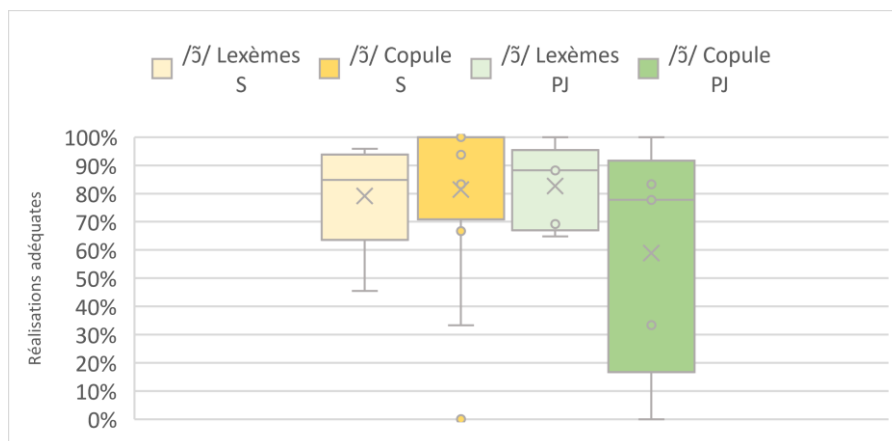 /ɔ̃/ Lexèmes S
/ɔ̃/ Copule S
/ɔ̃/ Lexèmes PJ
/ɔ̃/ Copule PJ
Réalisations adéquates
100%
90%
80%
70%
60%
50%
40%
30%
20%
10%
0%